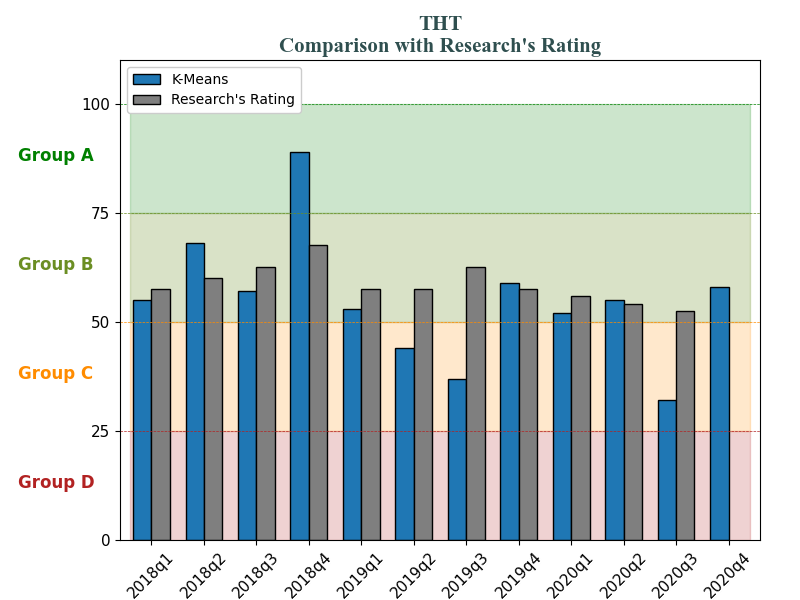 THT
Comparison with Research's Rating
K-Means
Research's Rating
100
Group A
75
Group B
50
Group C
25
Group D
0
2018q1
2018q2
2018q3
2018q4
2019q1
2019q2
2019q3
2019q4
2020q1
2020q2
2020q3
2020q4